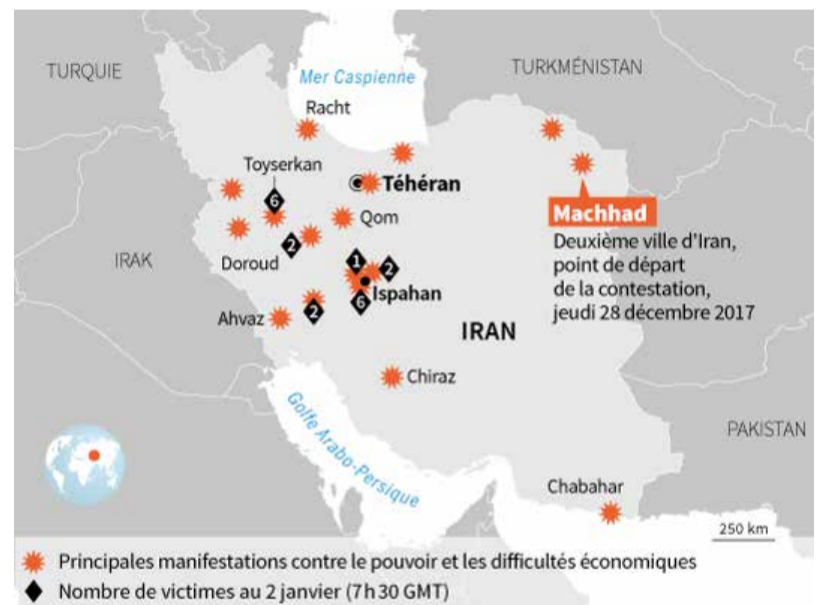 TURQUIE
Mer Caspienne
TURKMÉNISTAN
Racht
Toyserkan
6
Téhéran
Qom
Machhad
Deuxième ville d'Iran,
point de départ
de la contestation,
jeudi 28 décembre 2017
IRAK
2
Doroud
1
2
Ispahan
6
2
Ahvaz
IRAN
Chiraz
Golfe Arabo-Persique
PAKISTAN
Chabahar
250 km
Principales manifestations contre le pouvoir et les difficultés économiques
Nombre de victimes au 2 janvier (7 h 30 GMT)